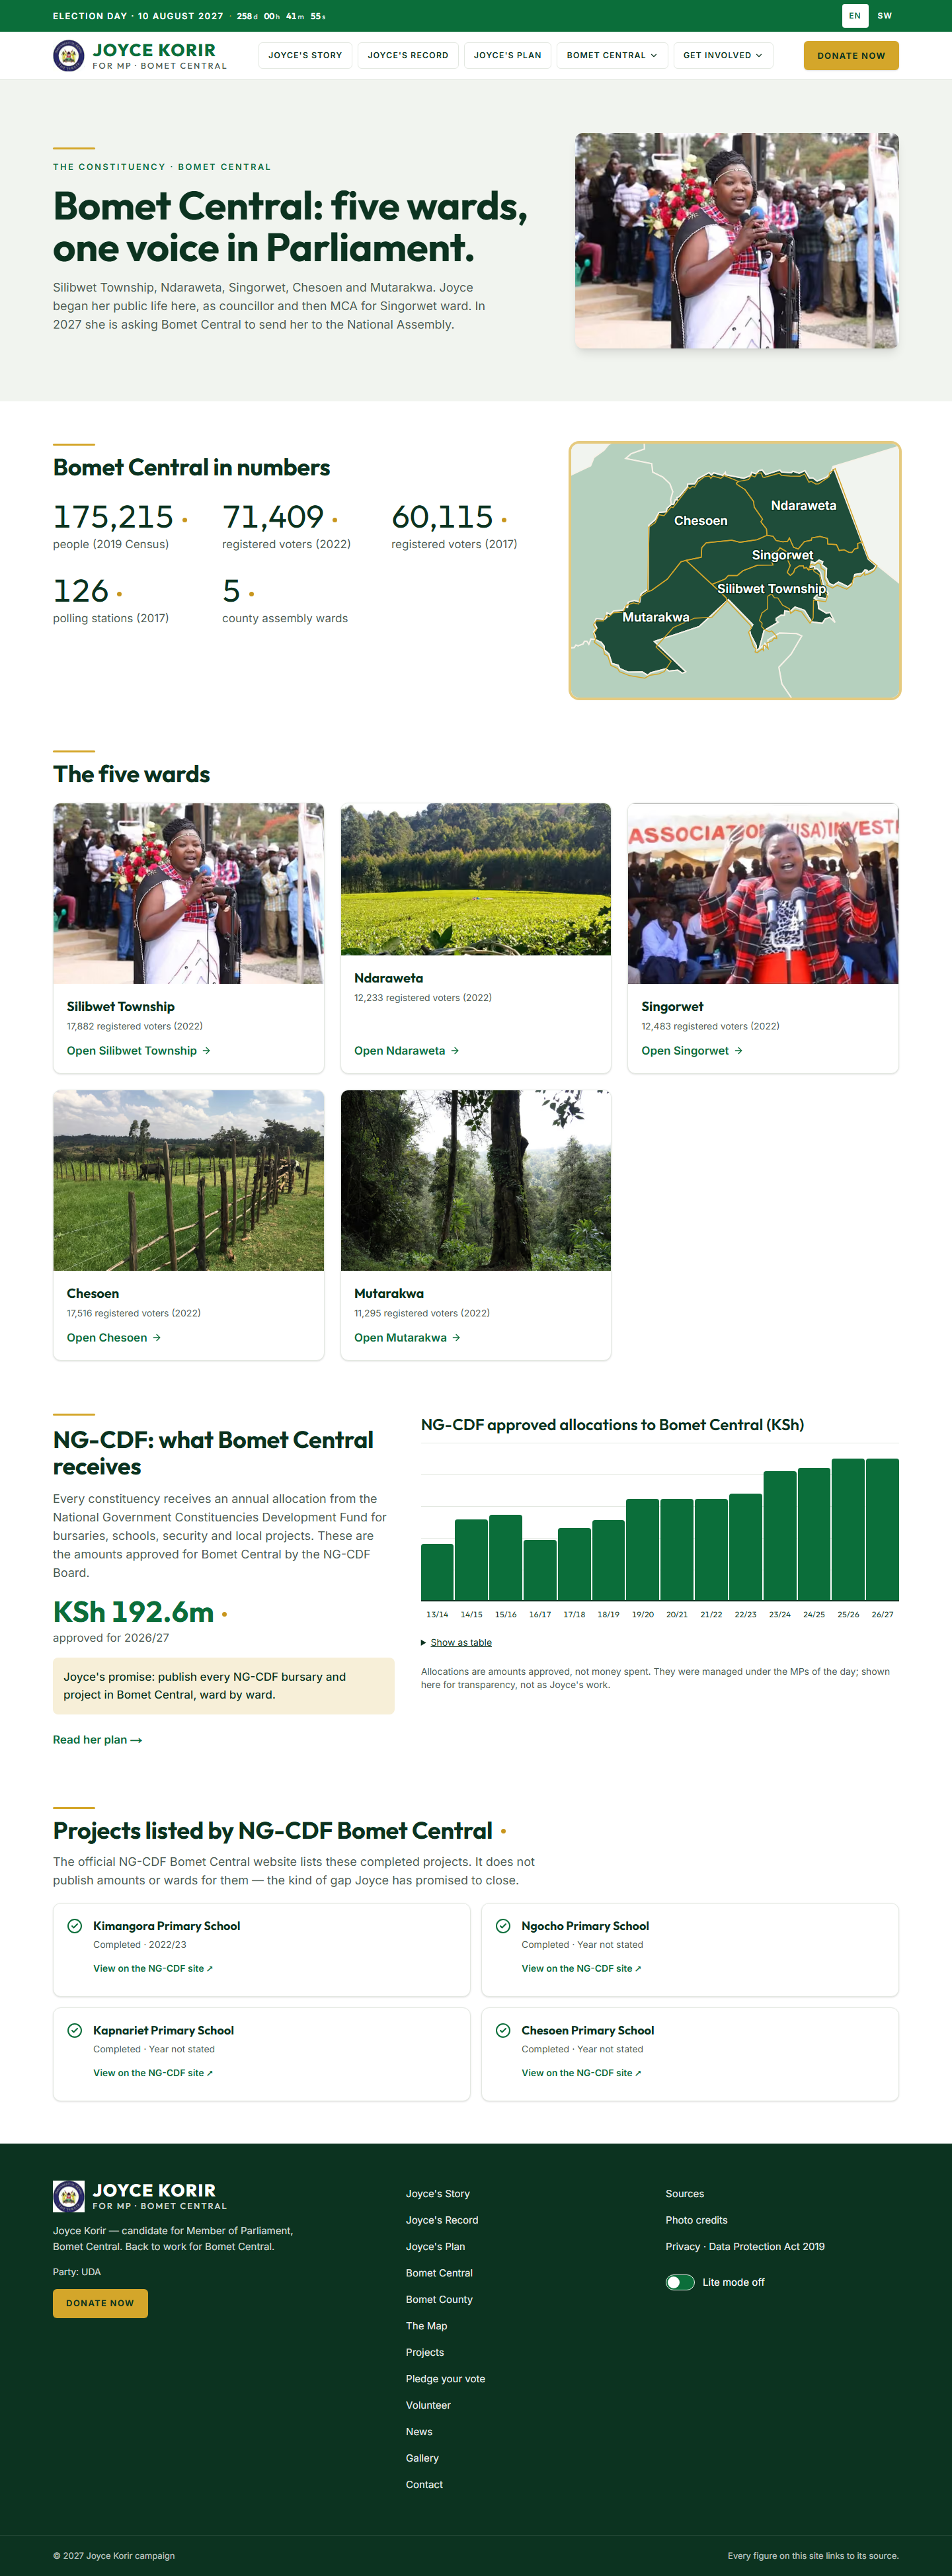 ELECTION DAY · 10 AUGUST 2027 · 258d 00h 41m 55s
EN SW
JOYCE KORIR
FOR MP · BOMET CENTRAL
JOYCE'S STORY
JOYCE'S RECORD
JOYCE'S PLAN
BOMET CENTRAL
GET INVOLVED
DONATE NOW
THE CONSTITUENCY · BOMET CENTRAL
Bomet Central: five wards,
one voice in Parliament.
Silibwet Township, Ndaraweta, Singorwet, Chesoen and Mutarakwa. Joyce
began her public life here, as councillor and then MCA for Singorwet ward. In
2027 she is asking Bomet Central to send her to the National Assembly.
Bomet Central in numbers
175,215
people (2019 Census)
71,409
registered voters (2022)
60,115
registered voters (2017)
126
polling stations (2017)
5
county assembly wards
Ndaraweta
Chesoen
Singorwet
Silibwet Township
Mutarakwa
The five wards
Silibwet Township
17,882 registered voters (2022)
Open Silibwet Township →
Ndaraweta
12,233 registered voters (2022)
Open Ndaraweta →
ASSOCIATION (USA) INVESTI
Singorwet
12,483 registered voters (2022)
Open Singorwet →
Chesoen
17,516 registered voters (2022)
Open Chesoen →
Mutarakwa
11,295 registered voters (2022)
Open Mutarakwa →
NG-CDF: what Bomet Central
receives
Every constituency receives an annual allocation from the
National Government Constituencies Development Fund for
bursaries, schools, security and local projects. These are
the amounts approved for Bomet Central by the NG-CDF
Board.
KSh 192.6m
approved for 2026/27
Joyce's promise: publish every NG-CDF bursary and
project in Bomet Central, ward by ward.
Read her plan →
NG-CDF approved allocations to Bomet Central (KSh)
13/14 14/15 15/16 16/17 17/18 18/19 19/20 20/21 21/22 22/23 23/24 24/25 25/26 26/27
Show as table
Allocations are amounts approved, not money spent. They were managed under the MPs of the day; shown
here for transparency, not as Joyce's work.
Projects listed by NG-CDF Bomet Central
The official NG-CDF Bomet Central website lists these completed projects. It does not
publish amounts or wards for them — the kind of gap Joyce has promised to close.
Kimangora Primary School
Completed · 2022/23
View on the NG-CDF site ↗
Ngocho Primary School
Completed · Year not stated
View on the NG-CDF site ↗
Kapnariet Primary School
Completed · Year not stated
View on the NG-CDF site ↗
Chesoen Primary School
Completed · Year not stated
View on the NG-CDF site ↗
JOYCE KORIR
FOR MP · BOMET CENTRAL
Joyce Korir — candidate for Member of Parliament,
Bomet Central. Back to work for Bomet Central.
Party: UDA
DONATE NOW
Joyce's Story
Joyce's Record
Joyce's Plan
Bomet Central
Bomet County
The Map
Projects
Pledge your vote
Volunteer
News
Gallery
Contact
Sources
Photo credits
Privacy · Data Protection Act 2019
Lite mode off
© 2027 Joyce Korir campaign
Every figure on this site links to its source.